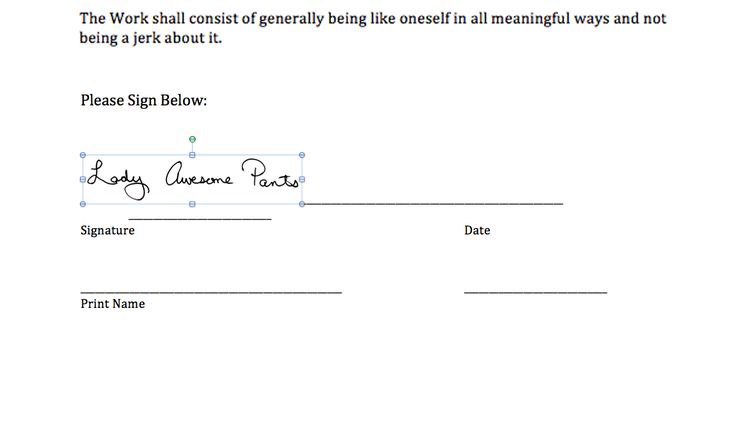 The Work shall consist of generally being like oneself in all meaningful ways and not
being a jerk about it.
Please Sign Below:
Lady Awesome Pants
Signature Date
Print Name